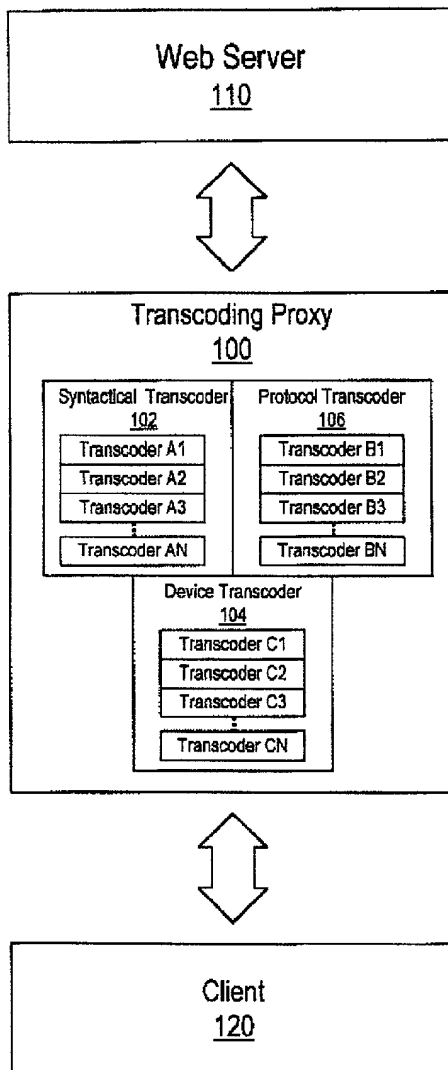 Web Server
110
Transcoding Proxy
100
Syntactical Transcoder
102
Transcoder A1
Transcoder A2
Transcoder A3
Transcoder AN
Protocol Transcoder
106
Transcoder B1
Transcoder B2
Transcoder B3
Transcoder BN
Device Transcoder
104
Transcoder C1
Transcoder C2
Transcoder C3
Transcoder CN
Client
120